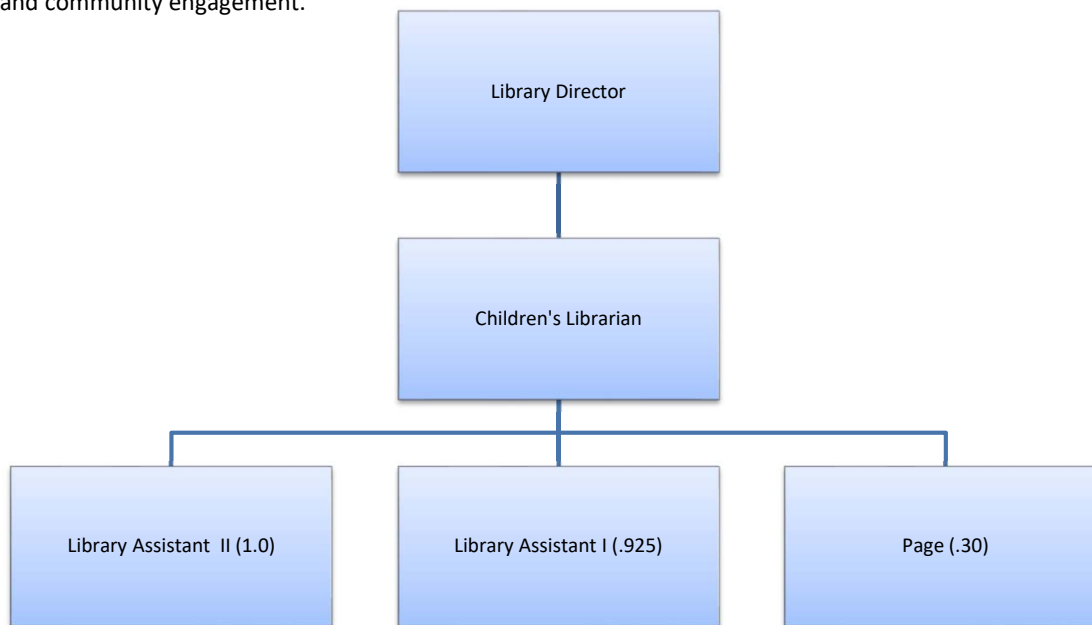 and community engagement.
Library Director
Children's Librarian
Library Assistant  II (1.0)
Library Assistant I (.925)
Page (.30)